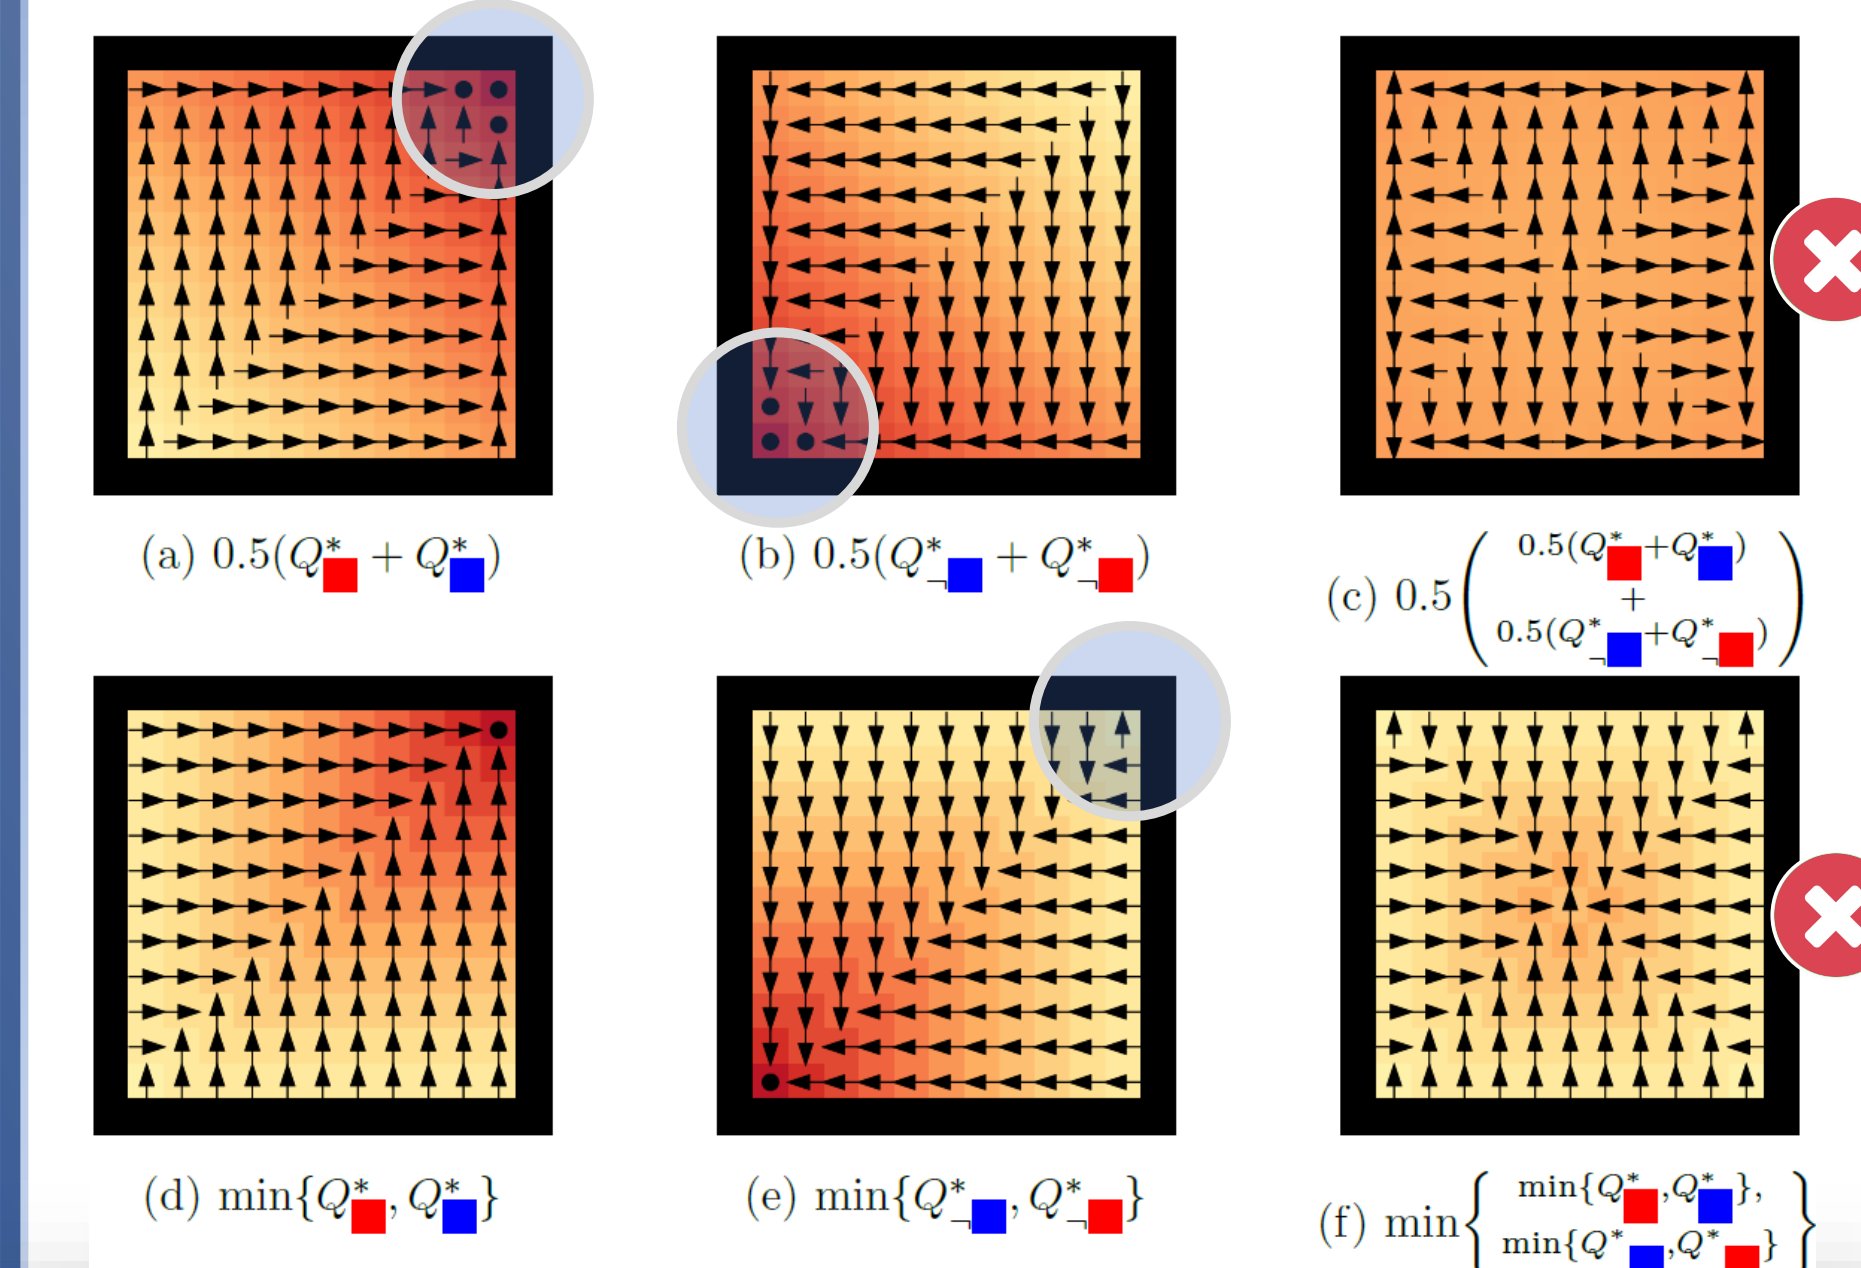 (a) 0.5(Q*■ + Q*■)
(b) 0.5(Q*¬■ + Q*¬■)
(c) 0.5(
0.5(Q*■+Q*■)
+
0.5(Q*¬■+Q*¬■)
)
(d) min{Q*■, Q*■}
(e) min{Q*¬■, Q*¬■}
(f) min{
min{Q*■,Q*■},
min{Q*■,Q*■}
}